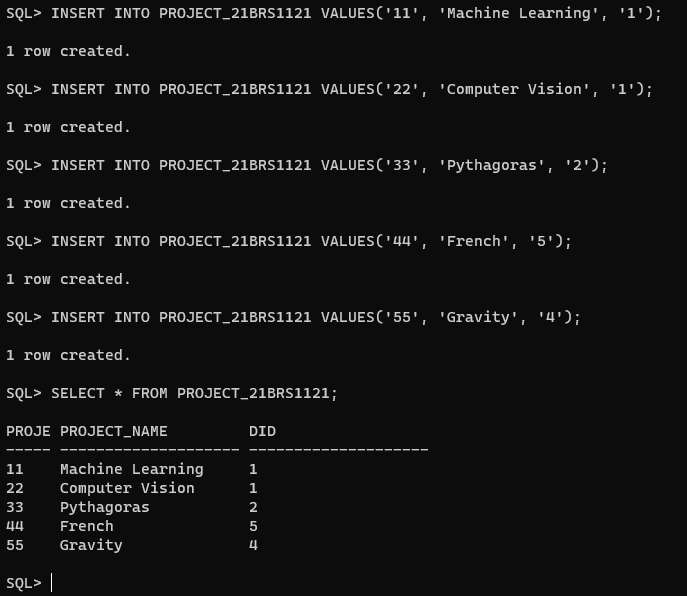 SQL> INSERT INTO PROJECT_21BRS1121 VALUES('11', 'Machine Learning', '1');
1 row created.
SQL> INSERT INTO PROJECT_21BRS1121 VALUES('22', 'Computer Vision', '1');
1 row created.
SQL> INSERT INTO PROJECT_21BRS1121 VALUES('33', 'Pythagoras', '2');
1 row created.
SQL> INSERT INTO PROJECT_21BRS1121 VALUES('44', 'French', '5');
1 row created.
SQL> INSERT INTO PROJECT_21BRS1121 VALUES('55', 'Gravity', '4');
1 row created.
SQL> SELECT * FROM PROJECT_21BRS1121;
PROJE PROJECT_NAME         DID
----- -------------------- --------------------
11    Machine Learning     1
22    Computer Vision      1
33    Pythagoras           2
44    French               5
55    Gravity              4
SQL>